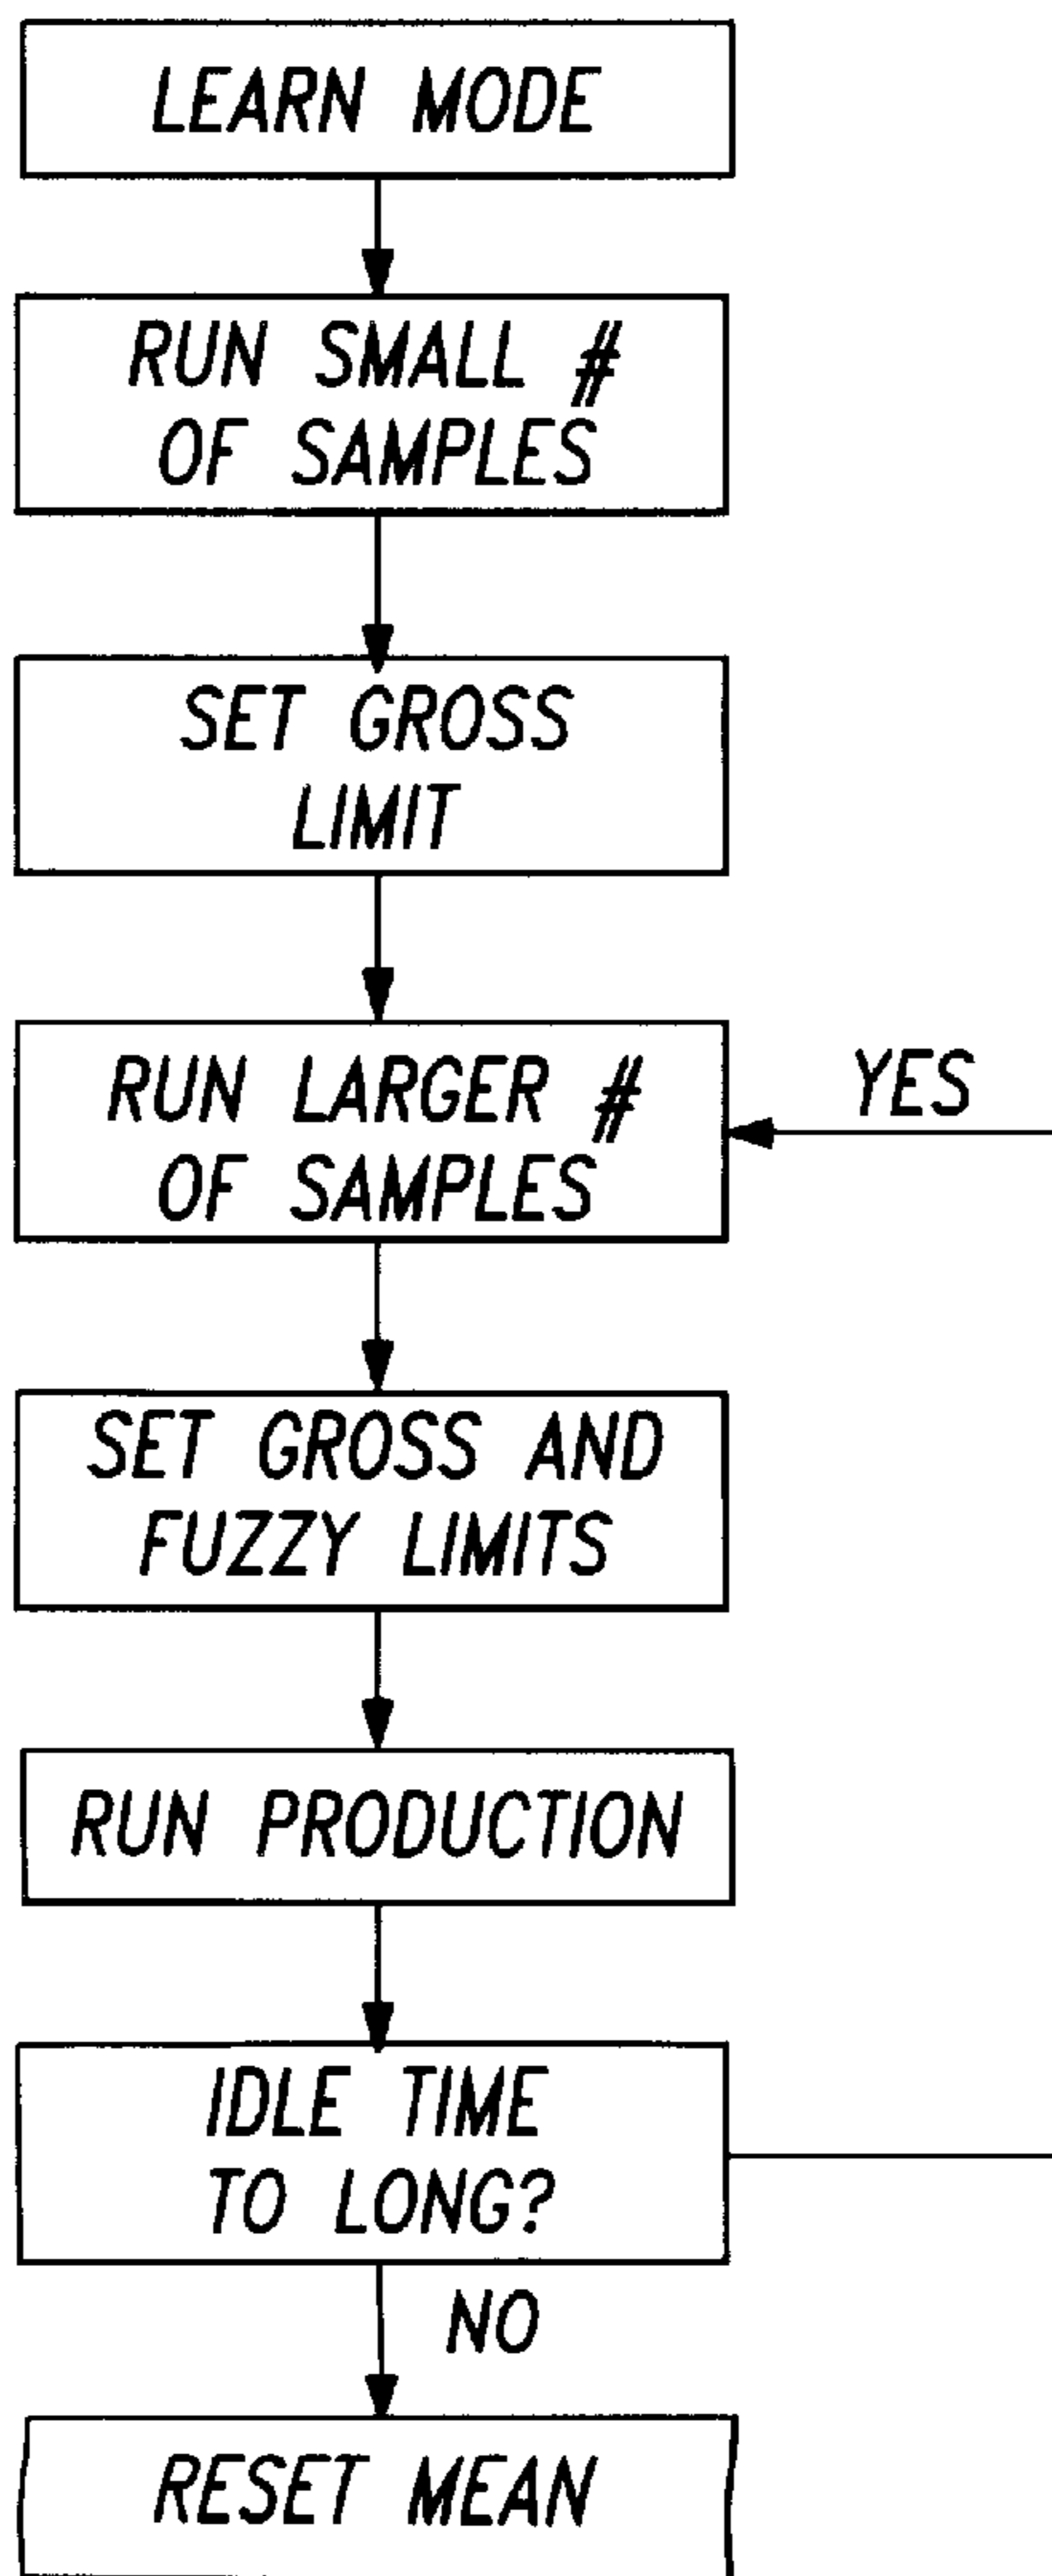 LEARN MODE
RUN SMALL #
OF SAMPLES
SET GROSS
LIMIT
RUN LARGER #
OF SAMPLES
YES
SET GROSS AND
FUZZY LIMITS
RUN PRODUCTION
IDLE TIME
TO LONG?
NO
RESET MEAN